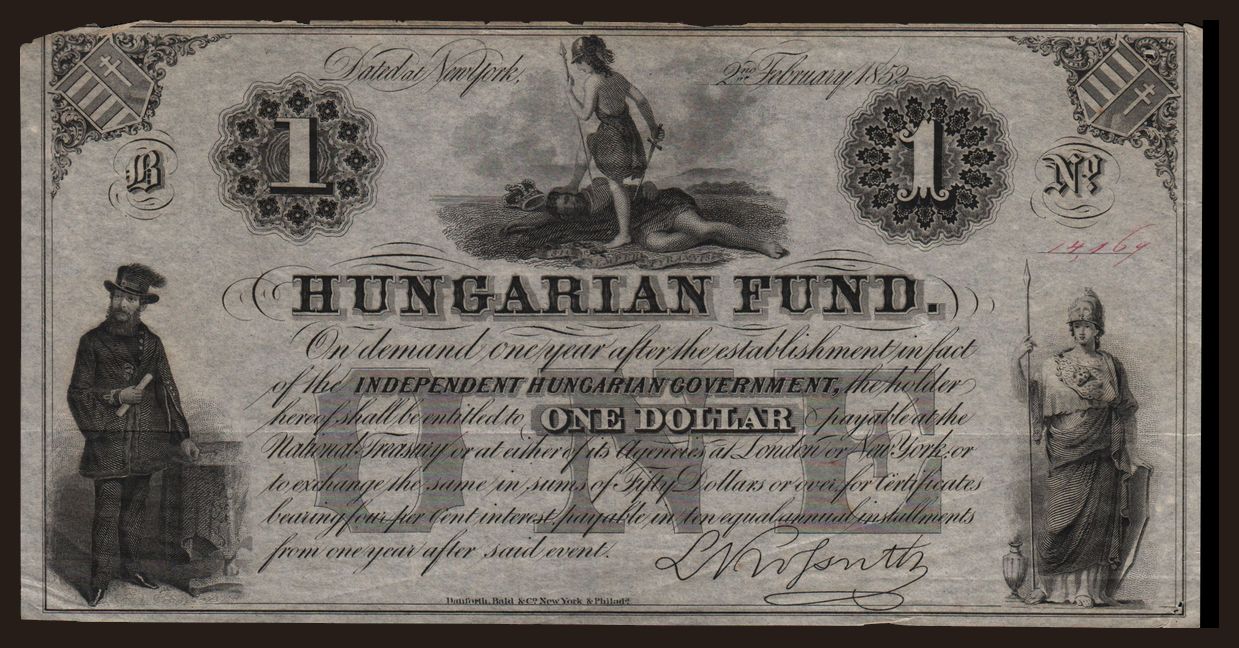 Dated at New York, 2nd February 1852
1 1
B No
14,164
HUNGARIAN FUND.
On demand one year after the establishment in fact
of the INDEPENDENT HUNGARIAN GOVERNMENT, the holder
hereof shall be entitled to ONE DOLLAR payable at the
National Treasury or at either of its Agencies at London or New York, or
to exchange the same in sums of Fifty Dollars or over, for Certificates
bearing four per Cent interest, payable in ten equal annual installments
from one year after said event.
ONE
L Kossuth
Danforth, Bald & Co. New York & Philada.